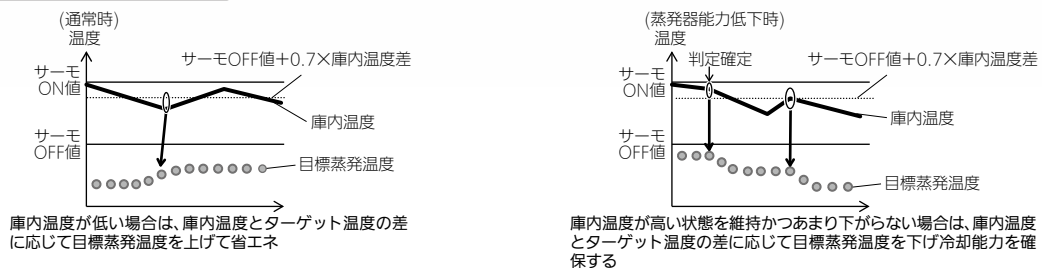 (通常時)
温度
サーモ
ON値
サーモOFF値+0.7×庫内温度差
庫内温度
サーモ
OFF値
目標蒸発温度
庫内温度が低い場合は、庫内温度とターゲット温度の差
に応じて目標蒸発温度を上げて省エネ
(蒸発器能力低下時)
温度
判定確定
サーモ
ON値
サーモOFF値+0.7×庫内温度差
庫内温度
サーモ
OFF値
目標蒸発温度
庫内温度が高い状態を維持かつあまり下がらない場合は、庫内温度
とターゲット温度の差に応じて目標蒸発温度を下げ冷却能力を確
保する